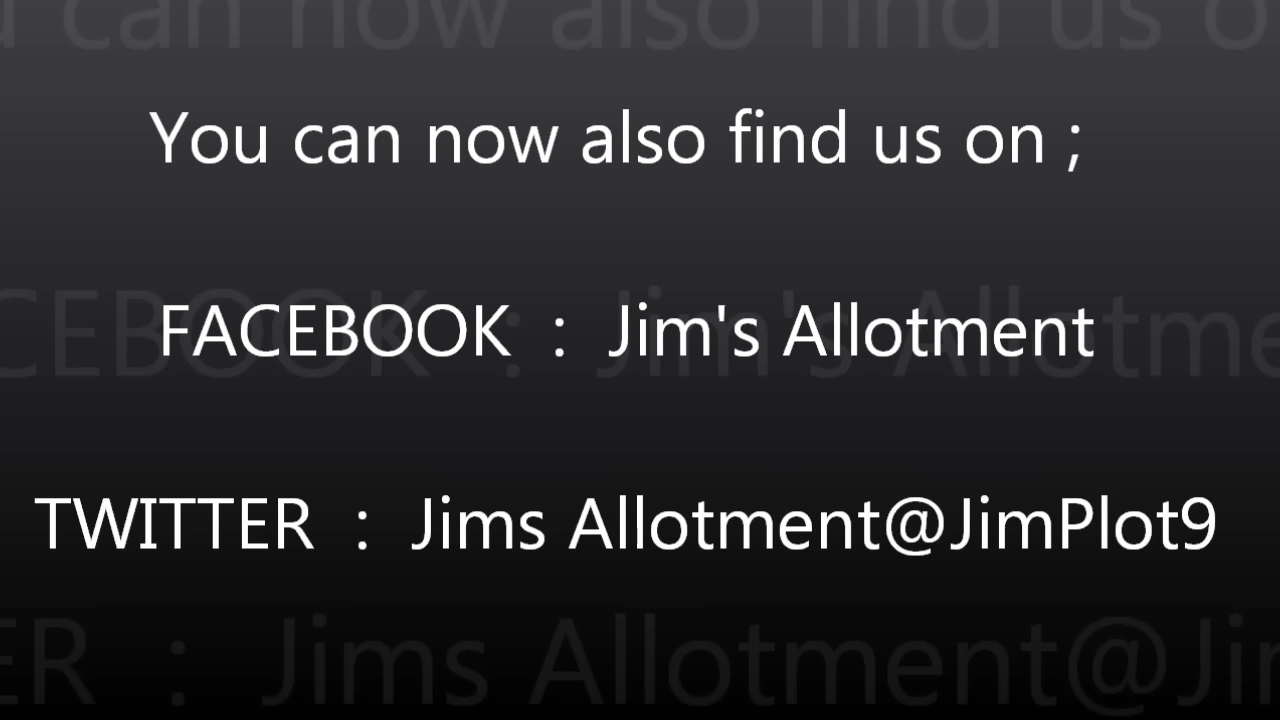 You can now also find us on ;
FACEBOOK : Jim's Allotment
TWITTER : Jims Allotment@JimPlot9